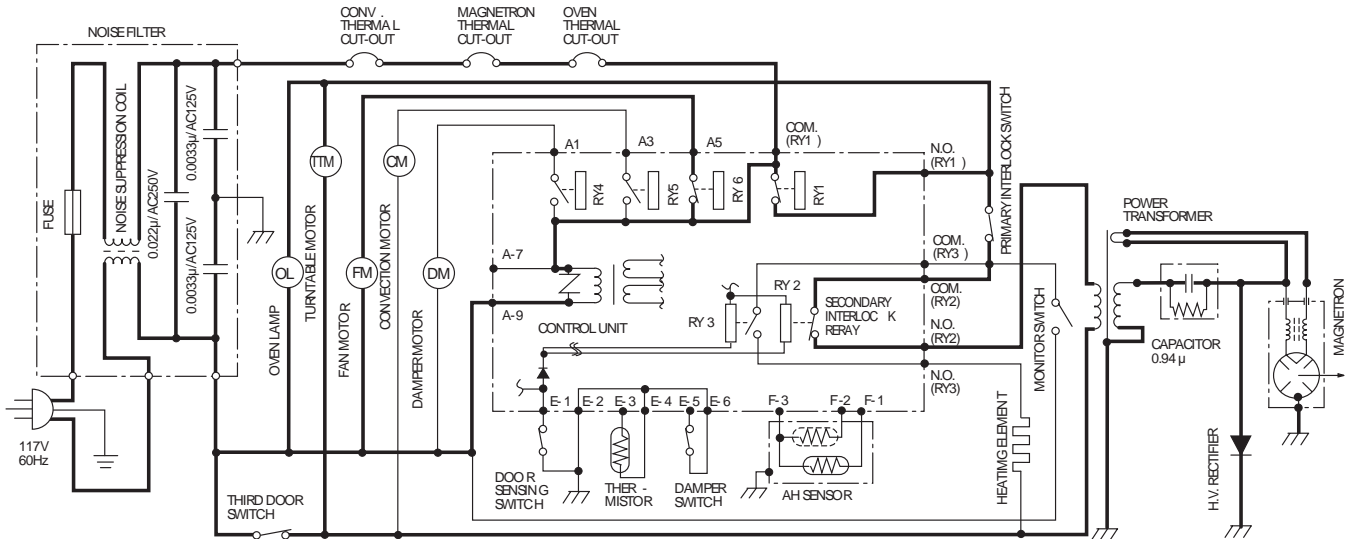 CONV .
THERMAL
CUT-OUT
MAGNETRON
THERMAL
CUT-OUT
OVEN
THERMAL
CUT-OUT
NOISE FILTER
FUSE
NOISE SUPPRESSION COIL
0.022µ/AC250V
0.0033µ/AC125V
0.0033µ/AC125V
117V
60Hz
OL
OVEN LAMP
TTM
TURNTABLE MOTOR
FM
FAN MOTOR
CM
CONVECTION MOTOR
DM
DAMPER MOTOR
A1
A3
A5
COM.
(RY1 )
N.O.
(RY1 )
RY4
RY5
RY 6
RY1
PRIMARY INTERLOCK SWITCH
A-7
A-9
CONTROL UNIT
COM.
(RY3 )
COM.
(RY2)
N.O.
(RY2)
N.O.
(RY3)
RY 3
RY 2
SECONDARY
INTERLOC K
RERAY
E-1
E-2
E-3
E-4
E-5
E-6
F-3
F-2
F-1
DOOR
SENSING
SWITCH
THER -
MISTOR
DAMPER
SWITCH
AH SENSOR
THIRD DOOR
SWITCH
HEATIMG ELEMENT
MONITOR SWITCH
POWER
TRANSFORMER
CAPACITOR
0.94 µ
H.V. RECTIFIER
MAGNETRON